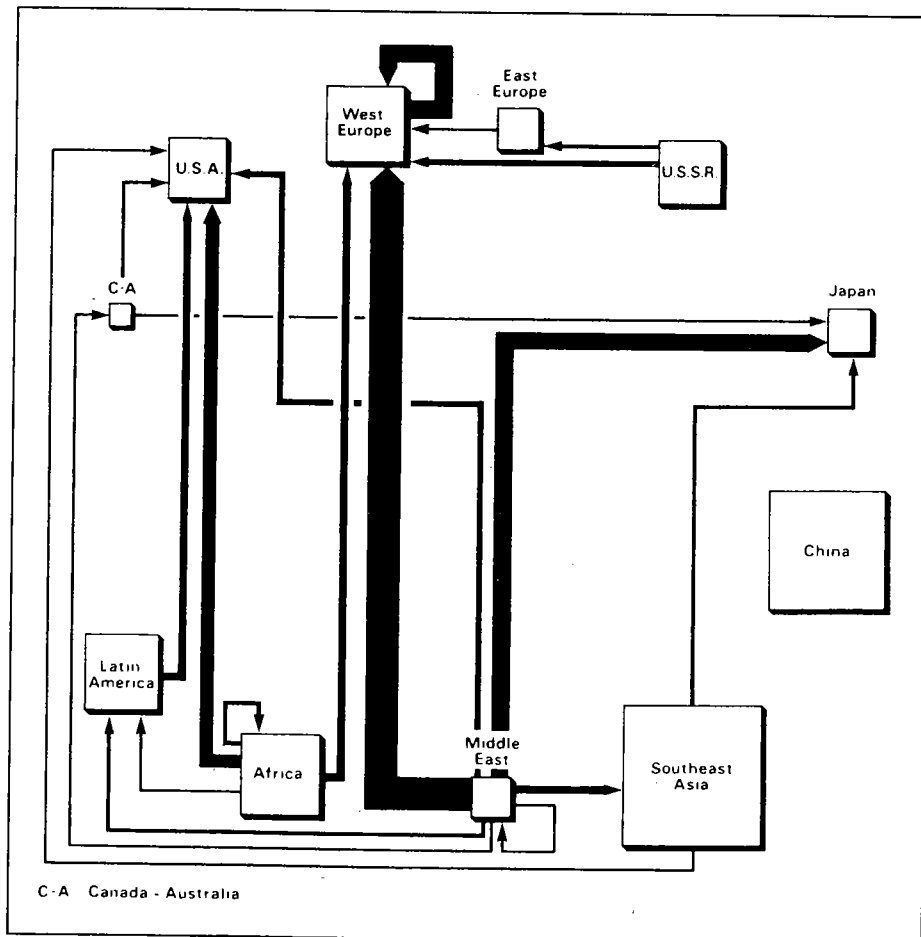 East
Europe
West
Europe
U.S.A.
U.S.S.R.
C-A
Japan
China
Latin
America
Middle
East
Africa
Southeast
Asia
C-A Canada - Australia